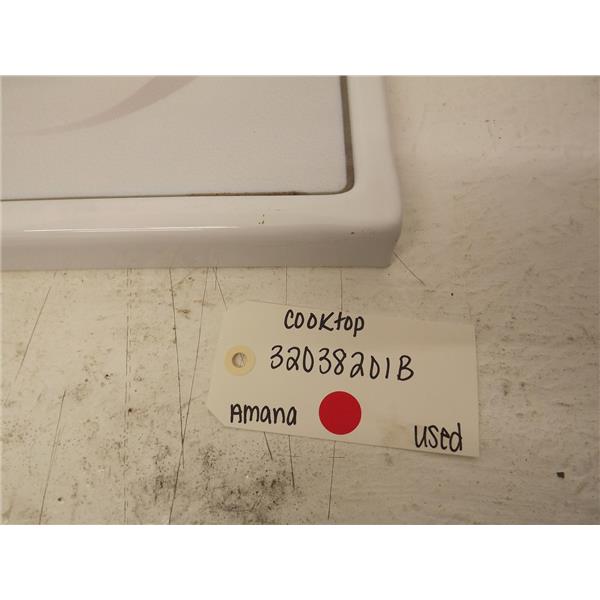 Cooktop
32038201B
Amana
Used